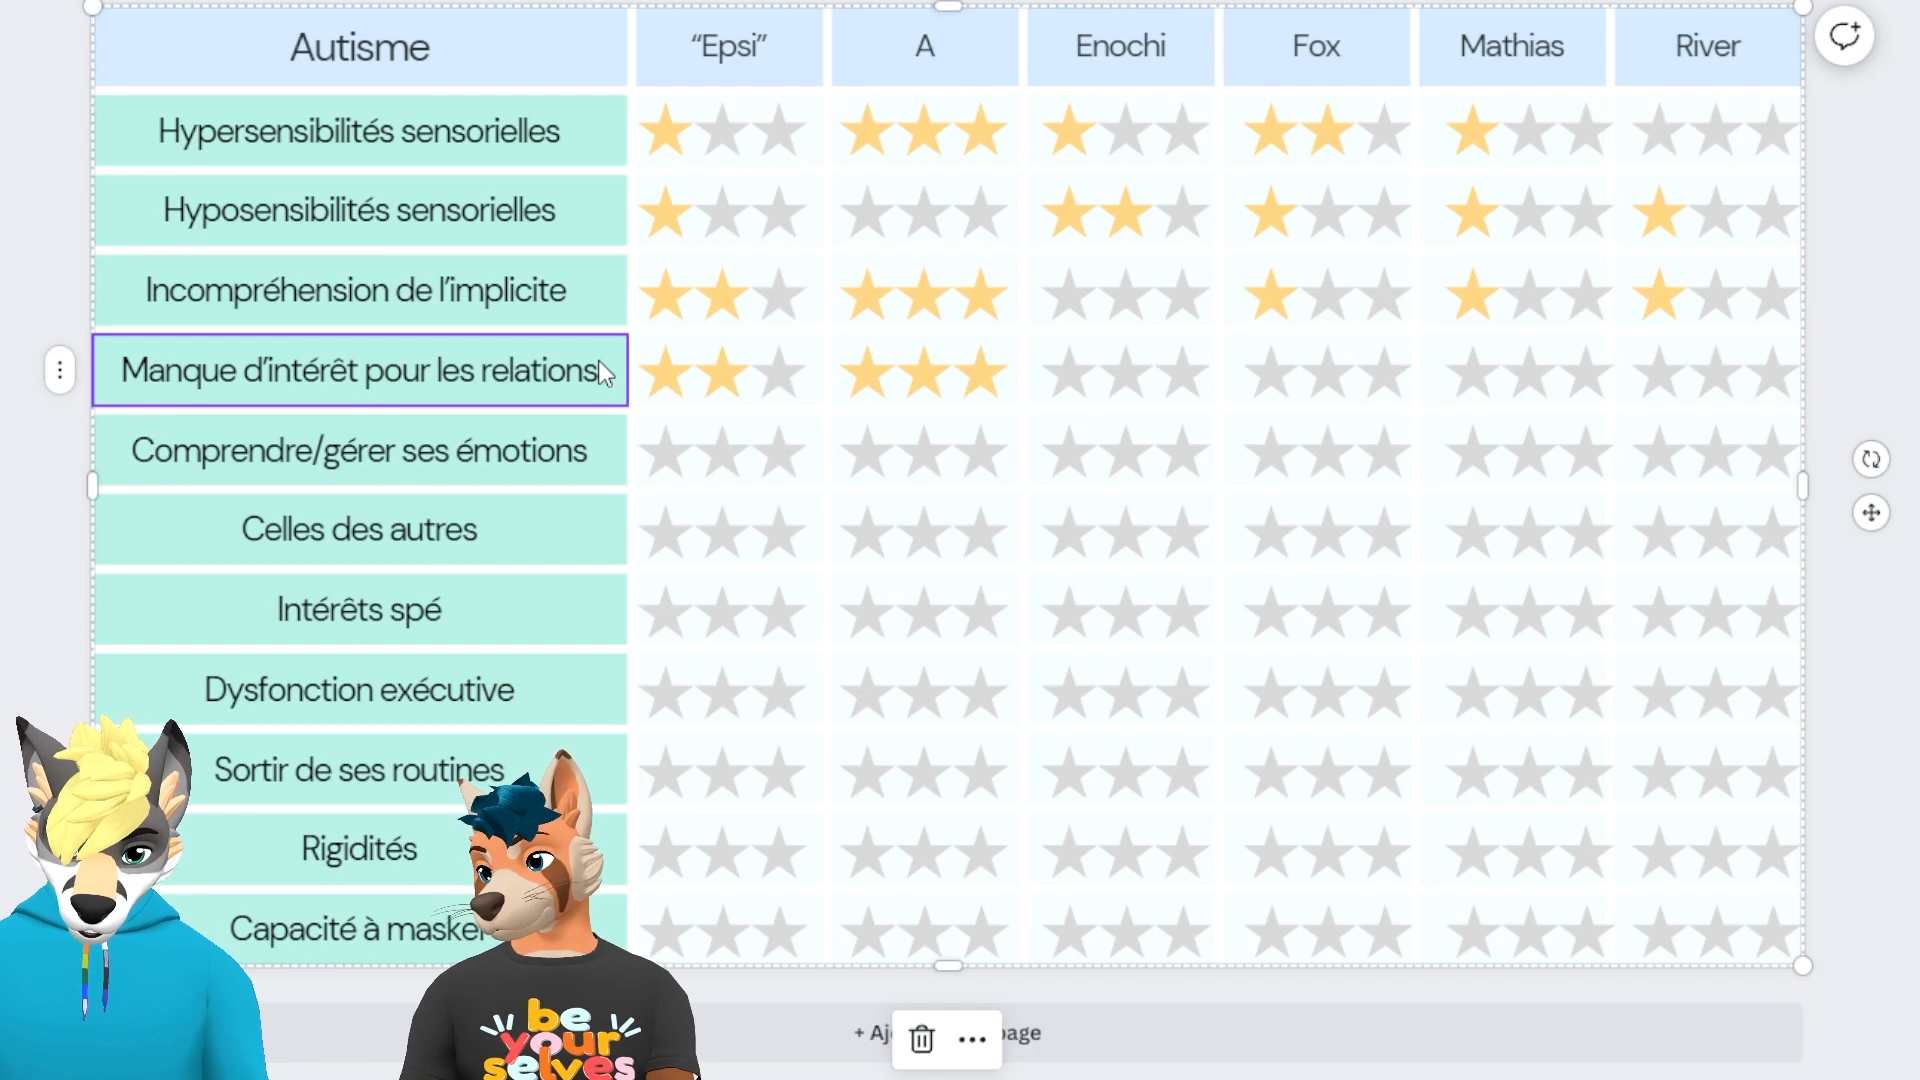 Autisme
“Epsi”
A
Enochi
Fox
Mathias
River
Hypersensibilités sensorielles
Hyposensibilités sensorielles
Incompréhension de l’implicite
Manque d’intérêt pour les relations
Comprendre/gérer ses émotions
Celles des autres
Intérêts spé
Dysfonction exécutive
Sortir de ses routines
Rigidités
Capacité à masker
be
your
selves